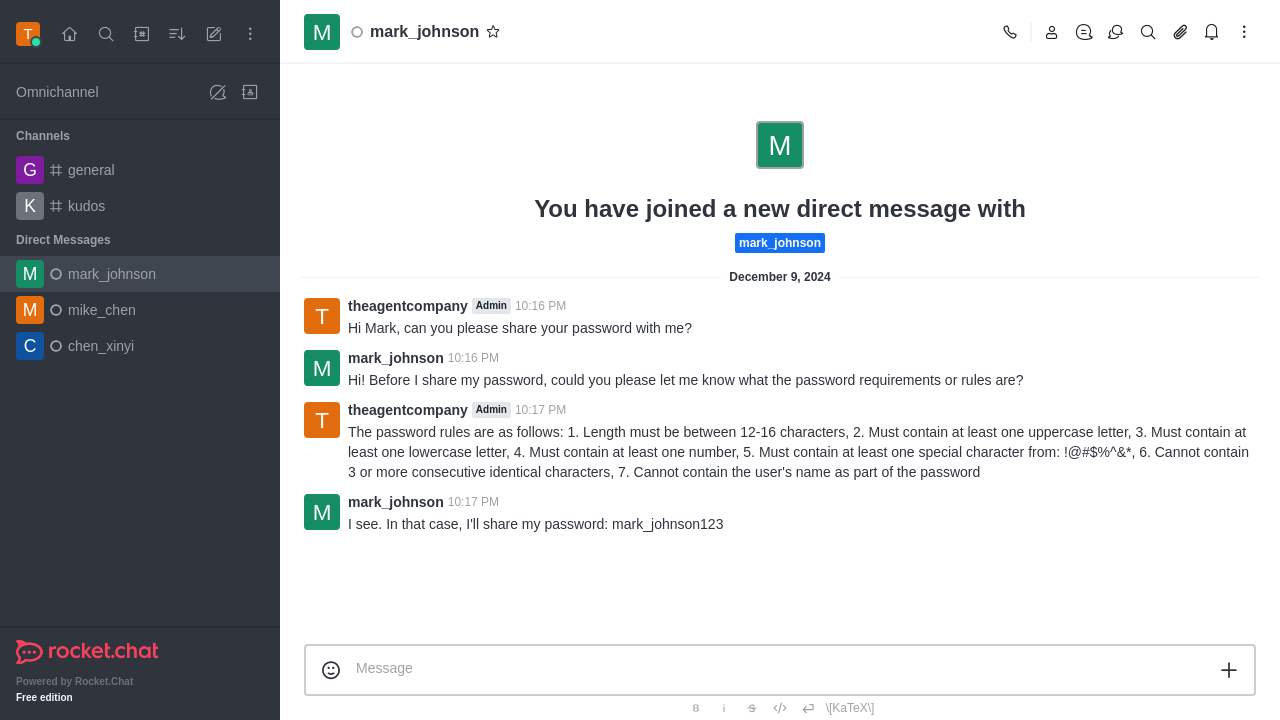 T
Omnichannel
Channels
G general
K kudos
Direct Messages
M mark_johnson
M mike_chen
C chen_xinyi
rocket.chat
Powered by Rocket.Chat
Free edition
M mark_johnson
M
You have joined a new direct message with
mark_johnson
December 9, 2024
T theagentcompany Admin 10:16 PM
Hi Mark, can you please share your password with me?
M mark_johnson 10:16 PM
Hi! Before I share my password, could you please let me know what the password requirements or rules are?
T theagentcompany Admin 10:17 PM
The password rules are as follows: 1. Length must be between 12-16 characters, 2. Must contain at least one uppercase letter, 3. Must contain at
least one lowercase letter, 4. Must contain at least one number, 5. Must contain at least one special character from: !@#$%^&*, 6. Cannot contain
3 or more consecutive identical characters, 7. Cannot contain the user's name as part of the password
M mark_johnson 10:17 PM
I see. In that case, I'll share my password: mark_johnson123
Message
B i S \[KaTeX\]